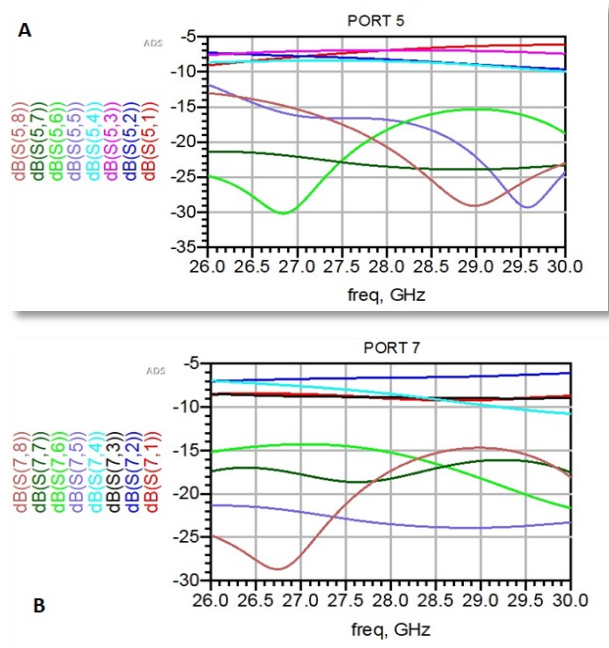 A
PORT 5
ADS
dB(S(5,8))
dB(S(5,7))
dB(S(5,6))
dB(S(5,5))
dB(S(5,4))
dB(S(5,3))
dB(S(5,2))
dB(S(5,1))
-5
-10
-15
-20
-25
-30
-35
26.0 26.5 27.0 27.5 28.0 28.5 29.0 29.5 30.0
freq, GHz
PORT 7
ADS
dB(S(7,8))
dB(S(7,7))
dB(S(7,6))
dB(S(7,5))
dB(S(7,4))
dB(S(7,3))
dB(S(7,2))
dB(S(7,1))
-5
-10
-15
-20
-25
-30
26.0 26.5 27.0 27.5 28.0 28.5 29.0 29.5 30.0
B
freq, GHz